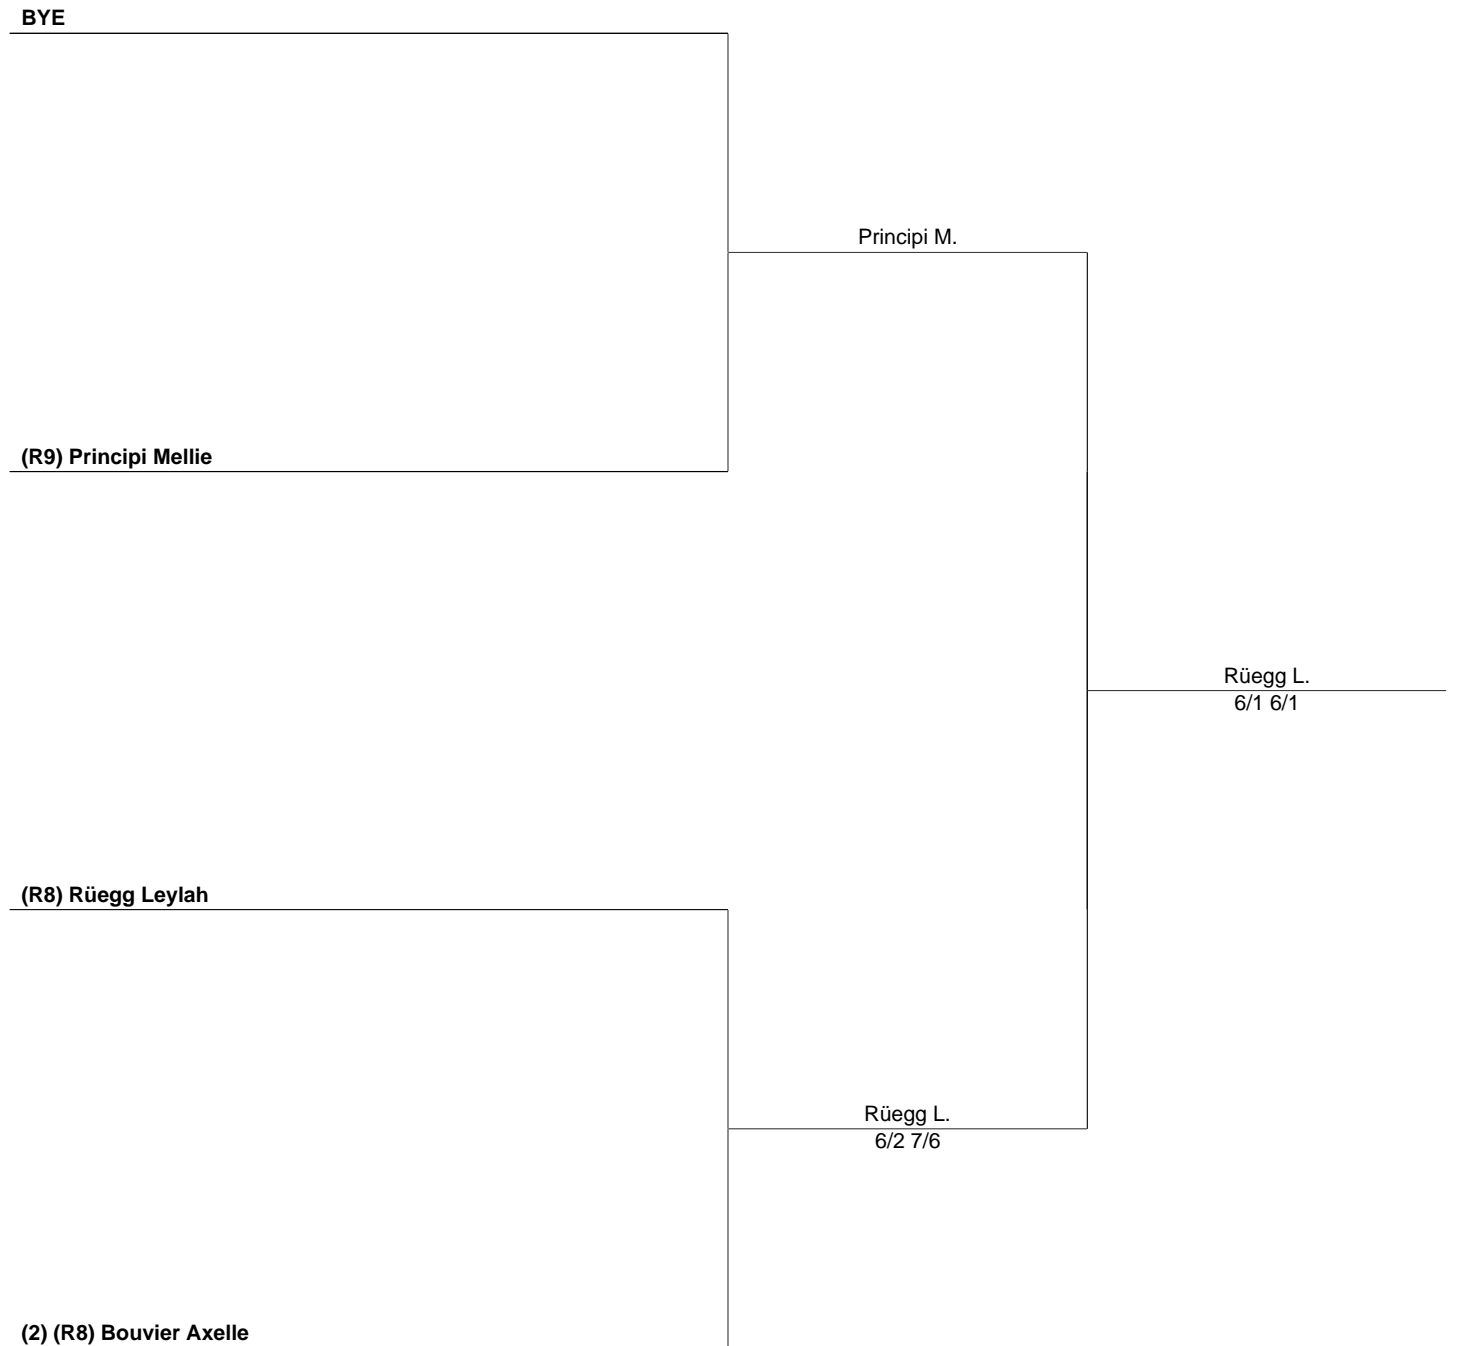 BYE
Principi M.
(R9) Principi Mellie
Rüegg L.
6/1 6/1
(R8) Rüegg Leylah
Rüegg L.
6/2 7/6
(2) (R8) Bouvier Axelle